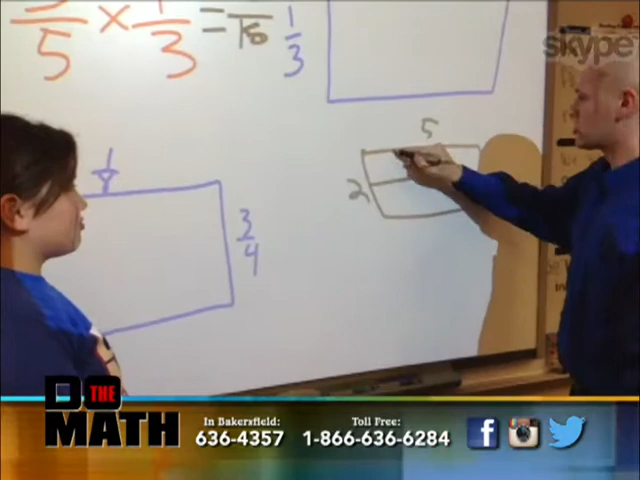 5 × 3 = 15
1
3
skype™
5
2
3
4
DO THE MATH
In Bakersfield:
636-4357
Toll Free:
1-866-636-6284
f